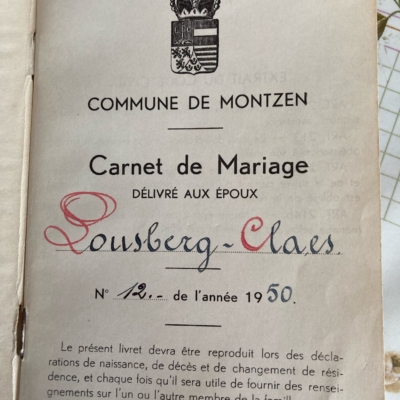 COMMUNE DE MONTZEN
Carnet de Mariage
DÉLIVRÉ AUX ÉPOUX
Lousberg-Claes.
N° 12.- de l'année 1950.
Le présent livret devra être reproduit lors des décla-
rations de naissance, de décès et de changement de rési-
dence, et chaque fois qu'il sera utile de fournir des rensei-
gnements sur l'un ou l'autre membre de la famille